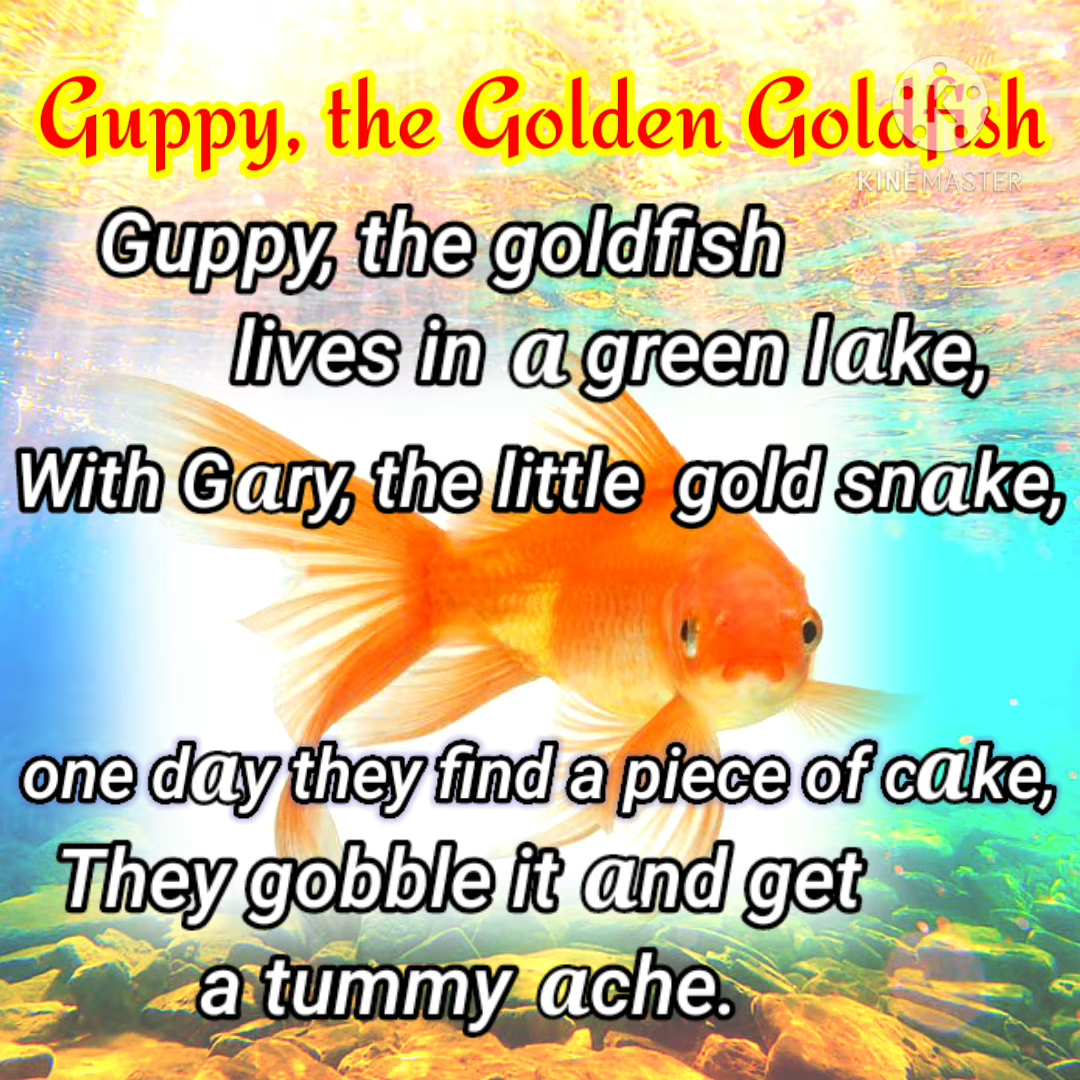 Guppy, the Golden Goldfish
KINEMASTER
Guppy, the goldfish
lives in a green lake,
With Gary, the little gold snake,
one day they find a piece of cake,
They gobble it and get
a tummy ache.